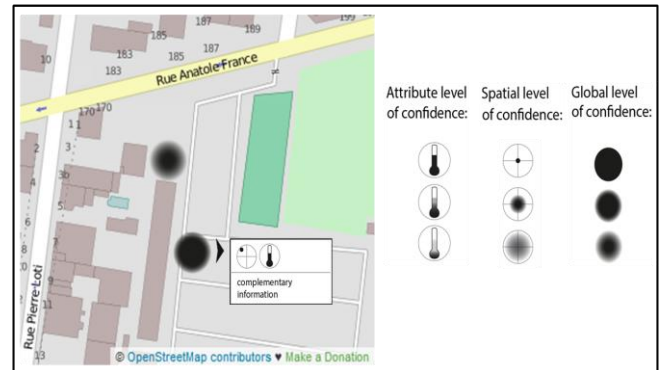 187
199
185
187
189
10
183
185
183
Rue Anatole France
170 170
1 1
2
3
4
3b
5
6
7
8
9
11
13
Rue Pierre-Loti
complementary
information
© OpenStreetMap contributors ♥ Make a Donation
Attribute level
of confidence:
Spatial level
of confidence:
Global level
of confidence: